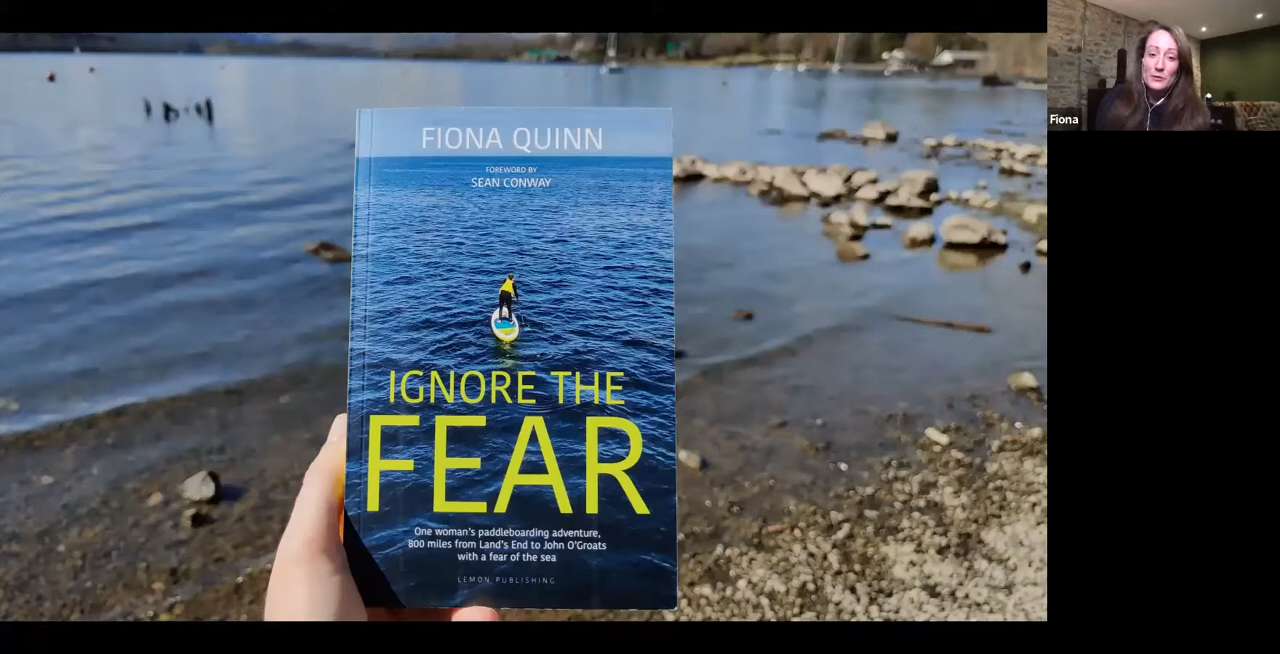 FIONA QUINN
FOREWORD BY
SEAN CONWAY
IGNORE THE
FEAR
One woman's paddleboarding adventure,
800 miles from Land's End to John O'Groats
with a fear of the sea
LEMON PUBLISHING
Fiona